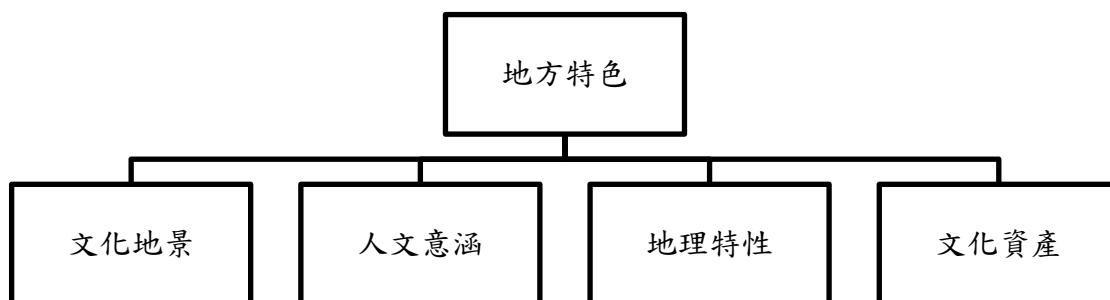 地方特色
文化地景
人文意涵
地理特性
文化資產